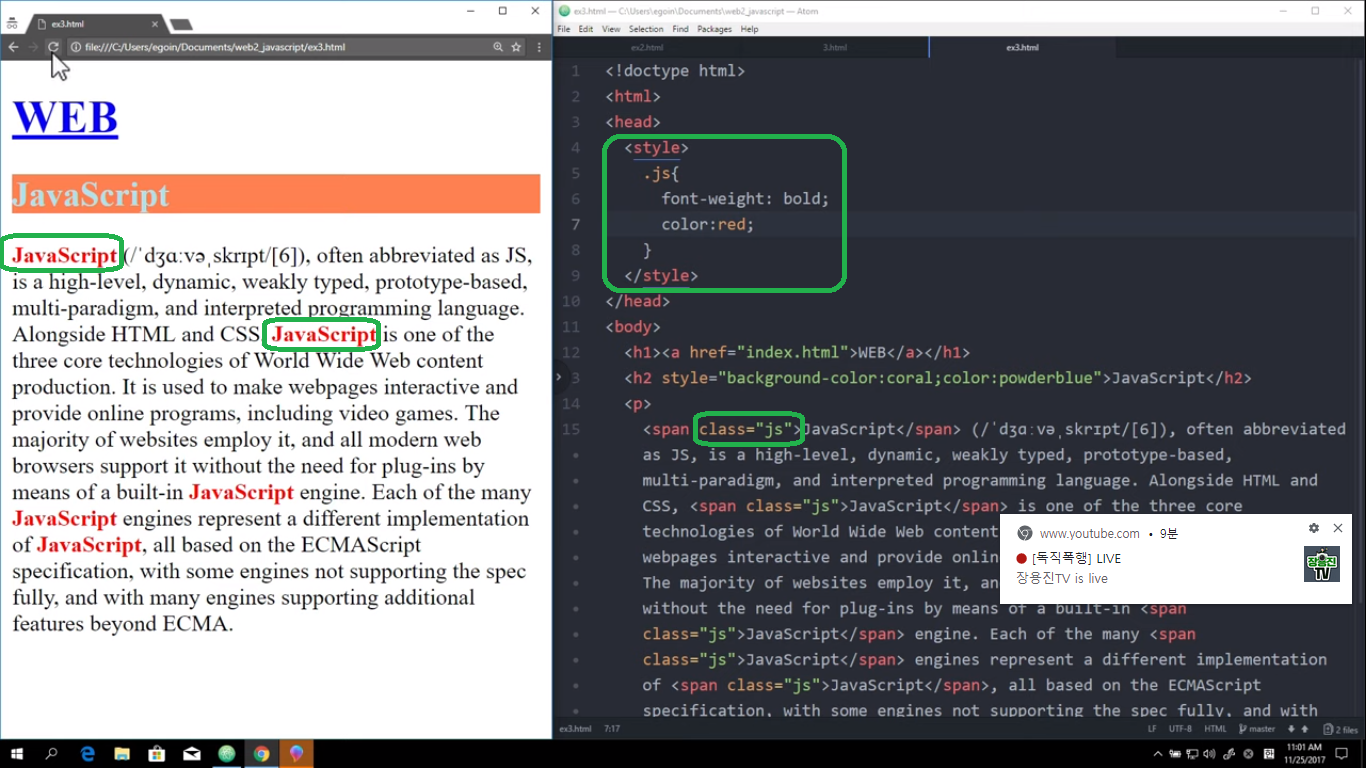 ex3.html
file:///C:/Users/egoin/Documents/web2_javascript/ex3.html
WEB
JavaScript
JavaScript (/ˈdʒɑːvəˌskrɪpt/[6]), often abbreviated as JS,
is a high-level, dynamic, weakly typed, prototype-based,
multi-paradigm, and interpreted programming language.
Alongside HTML and CSS, JavaScript is one of the
three core technologies of World Wide Web content
production. It is used to make webpages interactive and
provide online programs, including video games. The
majority of websites employ it, and all modern web
browsers support it without the need for plug-ins by
means of a built-in JavaScript engine. Each of the many
JavaScript engines represent a different implementation
of JavaScript, all based on the ECMAScript
specification, with some engines not supporting the spec
fully, and with many engines supporting additional
features beyond ECMA.
ex3.html — C:\Users\egoin\Documents\web2_javascript — Atom
File Edit View Selection Find Packages Help
ex2.html 3.html ex3.html
1 <!doctype html>
2 <html>
3 <head>
4 <style>
5 .js{
6 font-weight: bold;
7 color:red;
8 }
9 </style>
10 </head>
11 <body>
12 <h1><a href="index.html">WEB</a></h1>
3 <h2 style="background-color:coral;color:powderblue">JavaScript</h2>
14 <p>
15 <span class="js">JavaScript</span> (/ˈdʒɑːvəˌskrɪpt/[6]), often abbreviated
as JS, is a high-level, dynamic, weakly typed, prototype-based,
multi-paradigm, and interpreted programming language. Alongside HTML and
CSS, <span class="js">JavaScript</span> is one of the three core
technologies of World Wide Web content
webpages interactive and provide onlin
The majority of websites employ it, an
without the need for plug-ins by means of a built-in <span
class="js">JavaScript</span> engine. Each of the many <span
class="js">JavaScript</span> engines represent a different implementation
of <span class="js">JavaScript</span>, all based on the ECMAScript
specification, with some engines not supporting the spec fully, and with
www.youtube.com • 9분
[독직폭행] LIVE
장용진TV is live
장용진
TV
ex3.html 7:17
LF UTF-8 HTML master 2 files
한
11:01 AM
11/25/2017